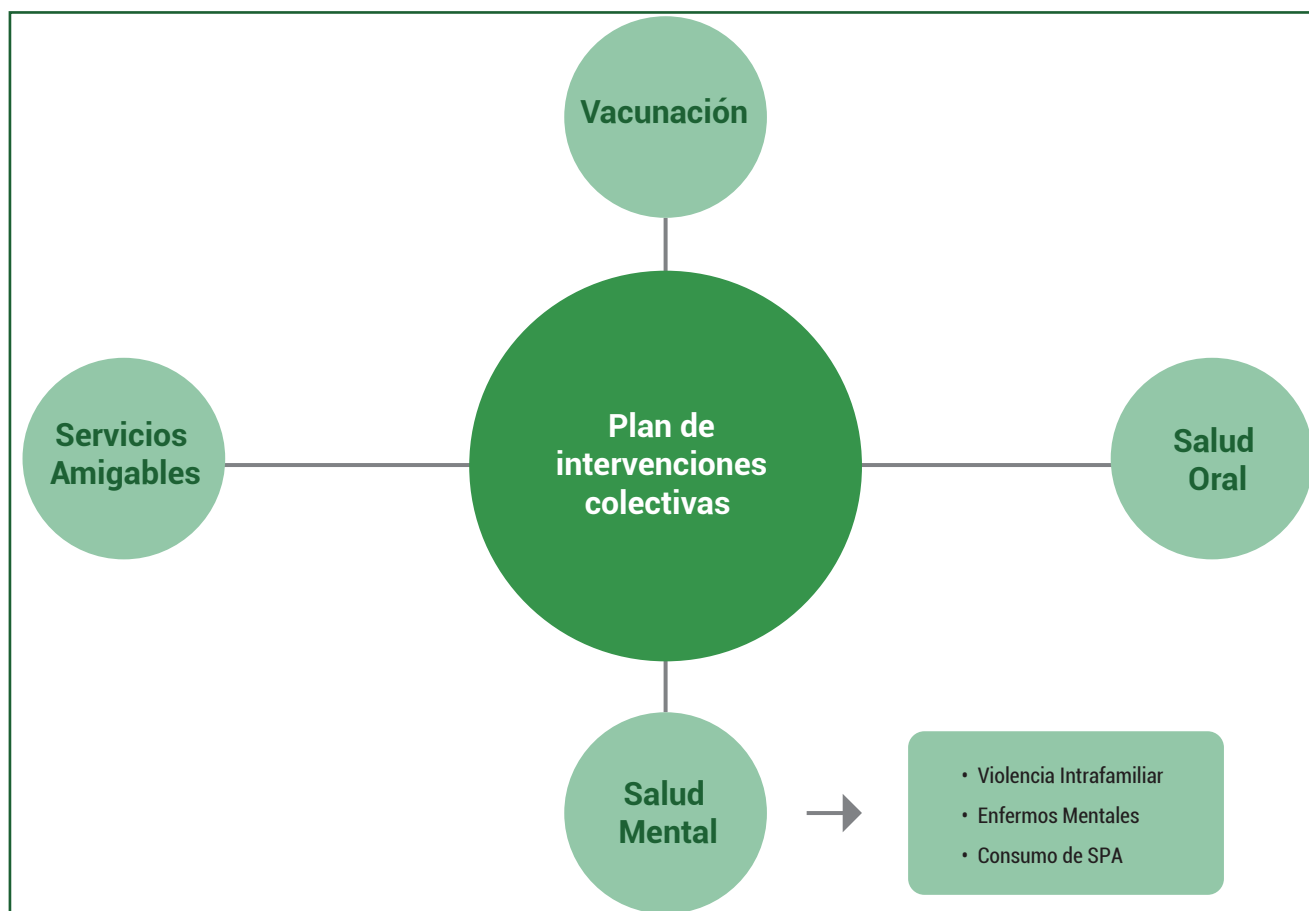 Vacunación
Servicios
Amigables
Plan de
intervenciones
colectivas
Salud
Oral
Salud
Mental
• Violencia Intrafamiliar
• Enfermos Mentales
• Consumo de SPA